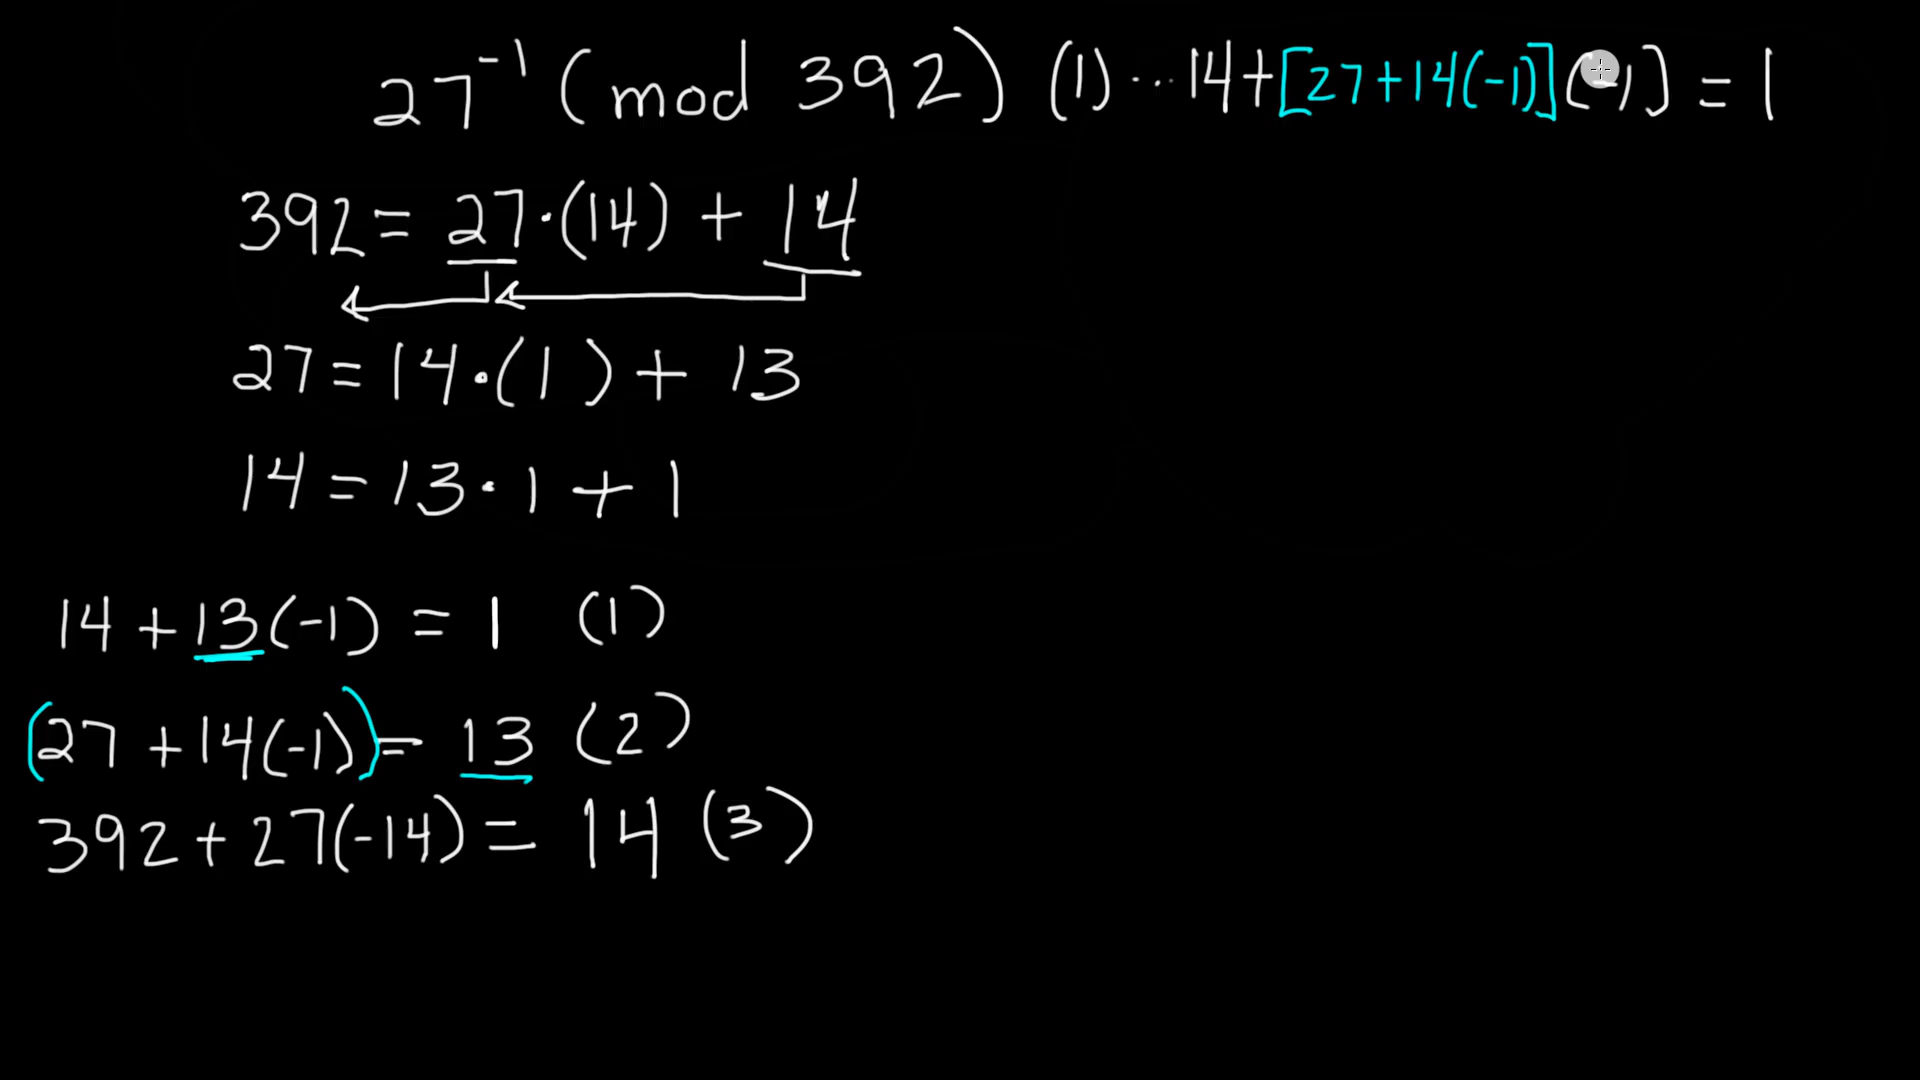 27⁻¹ (mod 392) (1)...14+[27+14(-1)](-1] = 1
392 = 27·(14) + 14
27 = 14·(1) + 13
14 = 13·1 + 1
14 + 13(-1) = 1 (1)
(27 + 14(-1)) = 13 (2)
392 + 27(-14) = 14 (3)